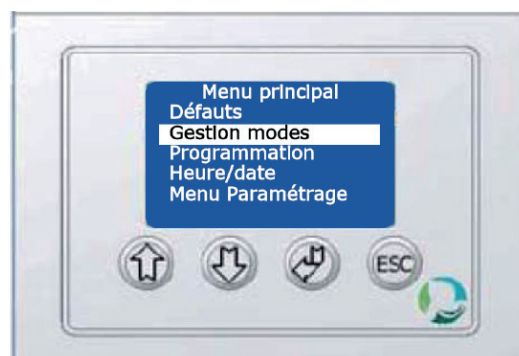 Menu principal
Défauts
Gestion modes
Programmation
Heure/date
Menu Paramétrage
ESC